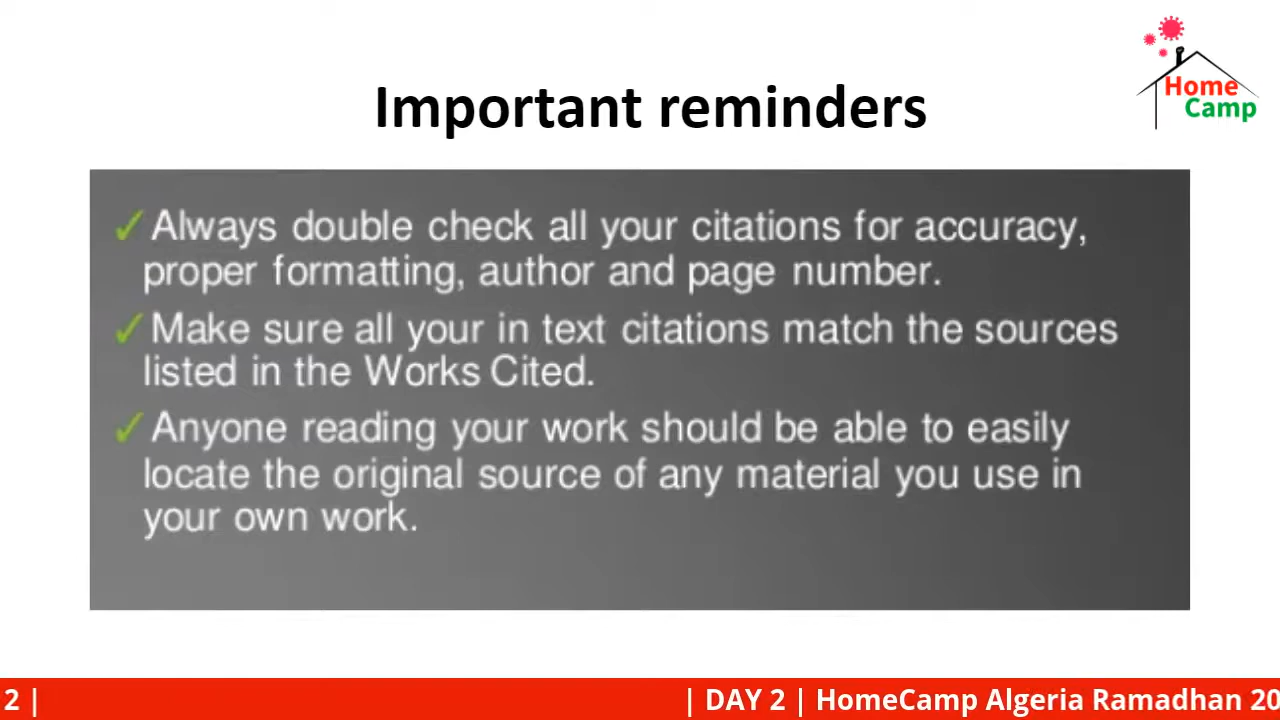 Home
Camp
Important reminders
✓Always double check all your citations for accuracy,
proper formatting, author and page number.
✓Make sure all your in text citations match the sources
listed in the Works Cited.
✓Anyone reading your work should be able to easily
locate the original source of any material you use in
your own work.
2 | | DAY 2 | HomeCamp Algeria Ramadhan 20